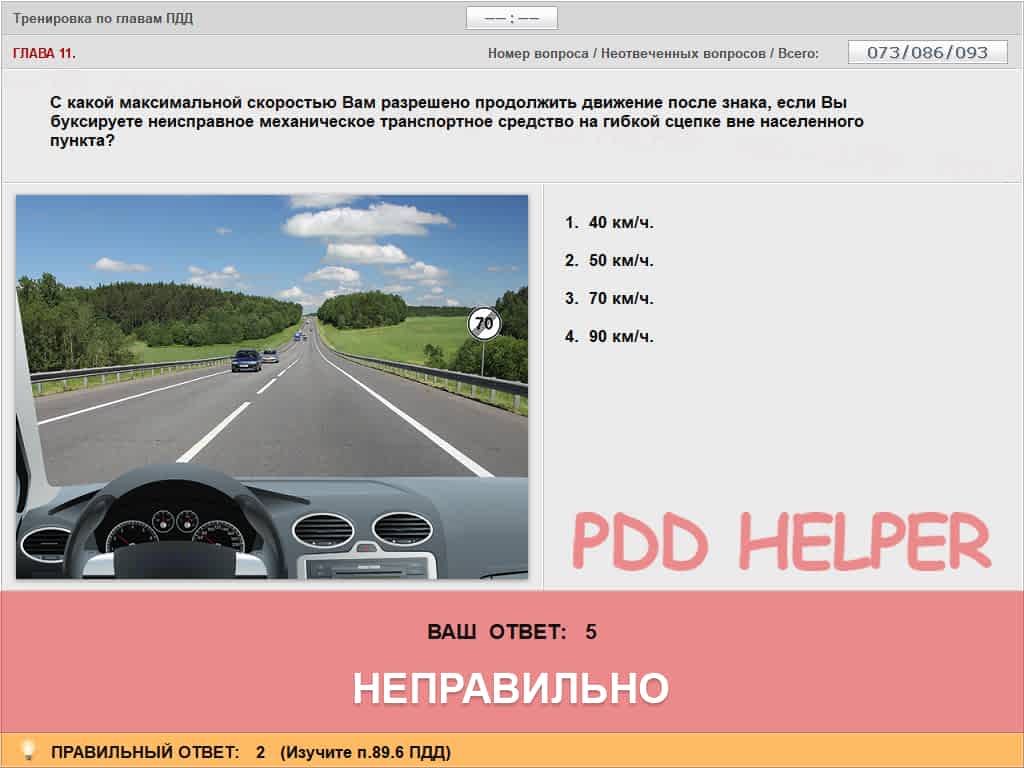 Тренировка по главам ПДД
—— : ——
ГЛАВА 11.
Номер вопроса / Неотвеченных вопросов / Всего: 073/086/093
С какой максимальной скоростью Вам разрешено продолжить движение после знака, если Вы
буксируете неисправное механическое транспортное средство на гибкой сцепке вне населенного
пункта?
1. 40 км/ч.
2. 50 км/ч.
3. 70 км/ч.
4. 90 км/ч.
70
PDD HELPER
ВАШ ОТВЕТ: 5
НЕПРАВИЛЬНО
ПРАВИЛЬНЫЙ ОТВЕТ: 2 (Изучите п.89.6 ПДД)